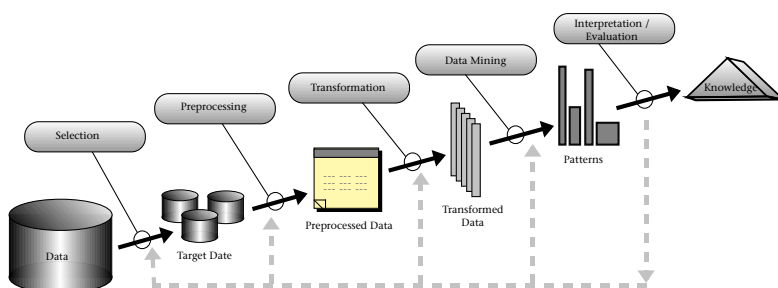 Interpretation /
Evaluation
Data Mining
Transformation
Preprocessing
Selection
Knowledge
Patterns
Transformed
Data
Preprocessed Data
Target Date
Data